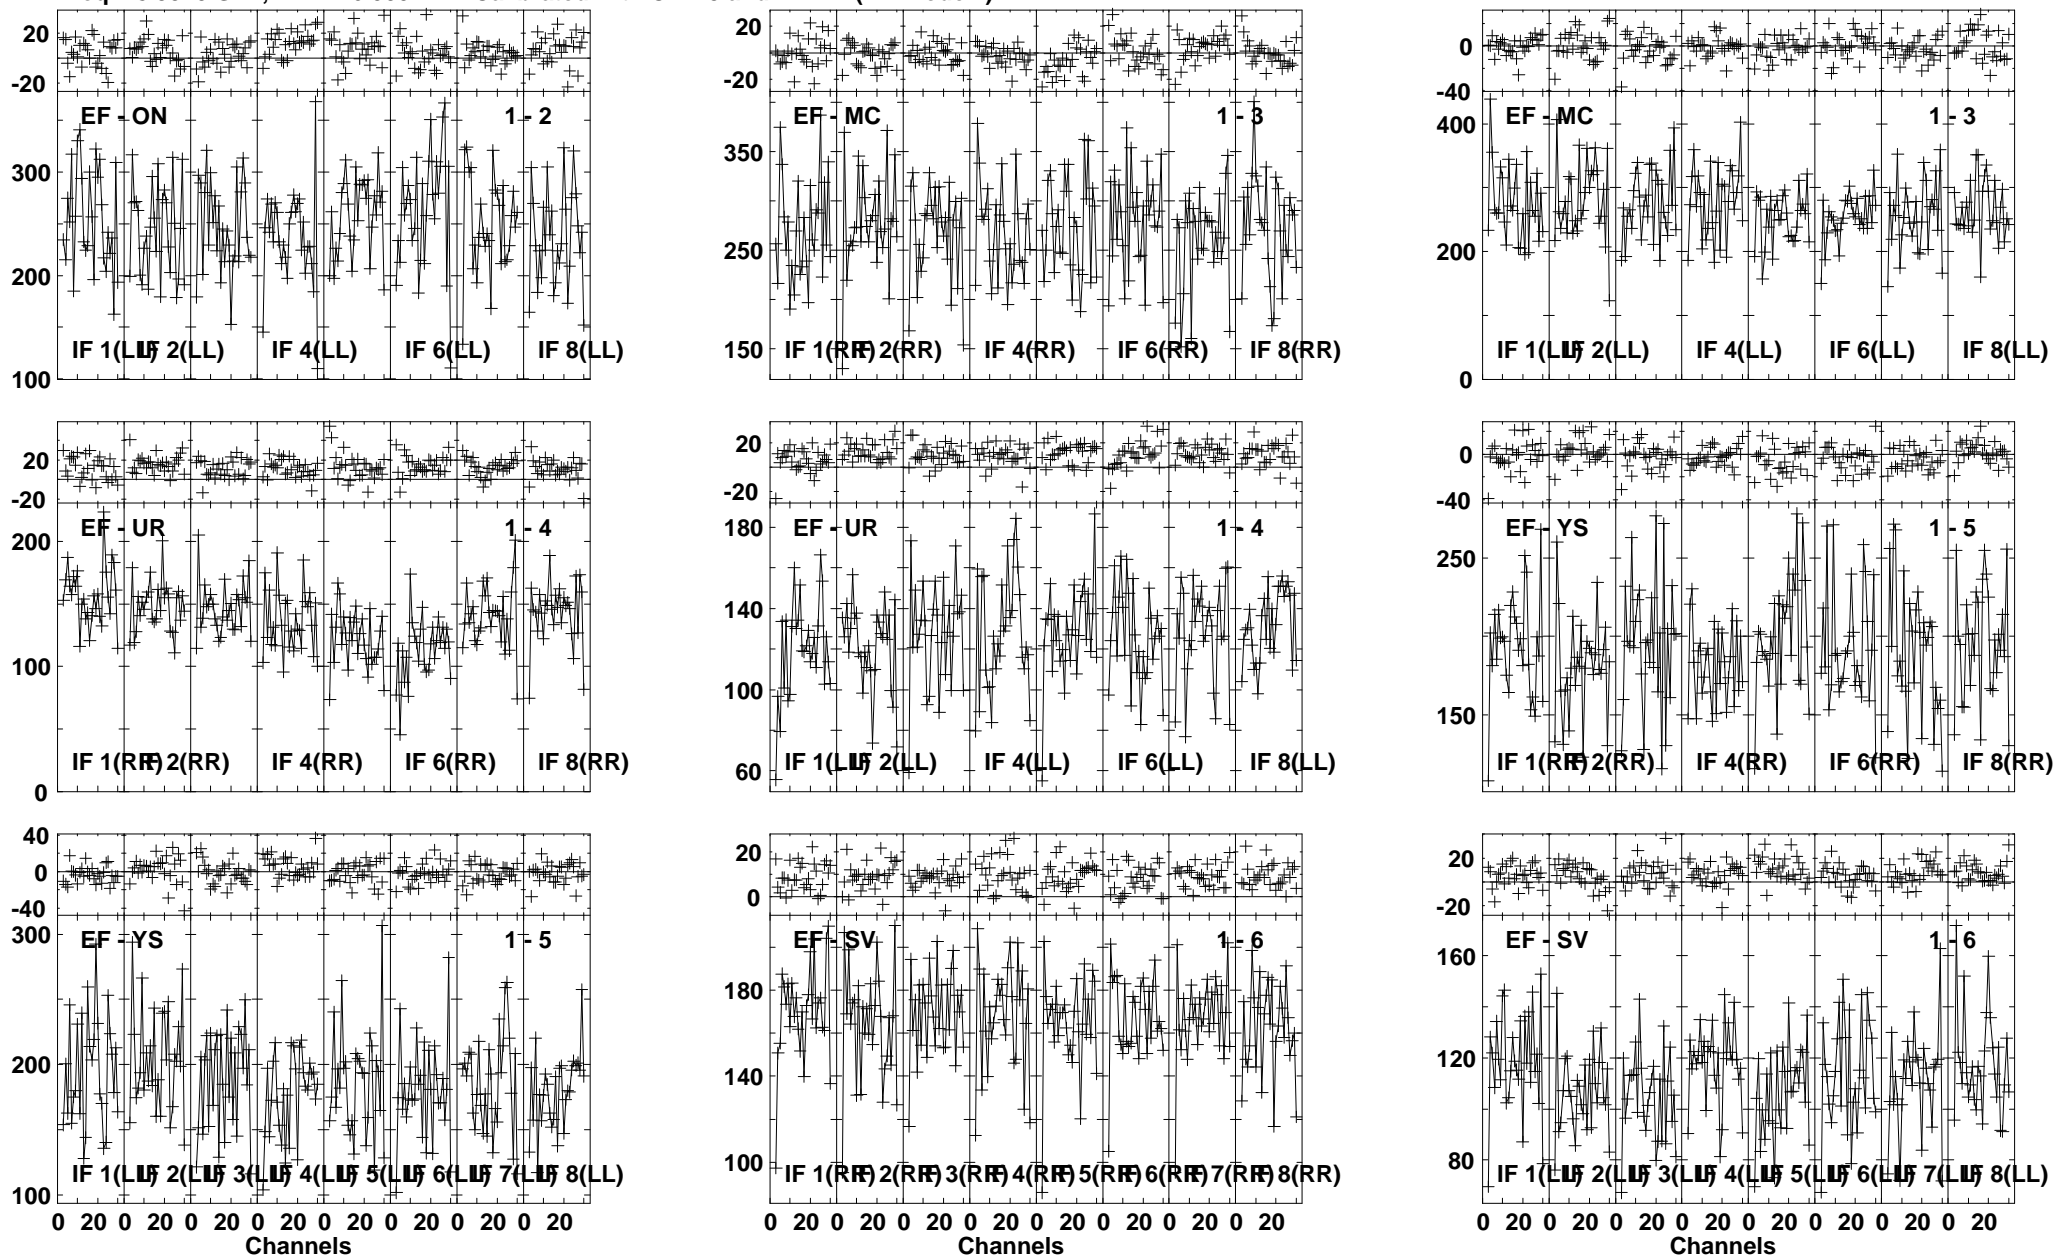 20 20 0
-20 -20 -40
EF - ON 1 - 2 EF - MC 1 - 3 EF - MC 1 - 3
300 350 400
200 250 200
IF 1(LL) IF 2(LL) IF 4(LL) IF 6(LL) IF 8(LL) IF 1(RR) IF 2(RR) IF 4(RR) IF 6(RR) IF 8(RR) IF 1(LL) IF 2(LL) IF 4(LL) IF 6(LL) IF 8(LL)
100 150 0
20 20 0
-20 -20 -40
EF - UR 1 - 4 EF - UR 1 - 4 EF - YS 1 - 5
200 180 250
100 140 150
0 100
60
IF 1(RR) IF 2(RR) IF 4(RR) IF 6(RR) IF 8(RR) IF 1(LL) IF 2(LL) IF 4(LL) IF 6(LL) IF 8(LL) IF 1(RR) IF 2(RR) IF 4(RR) IF 6(RR) IF 8(RR)
40 20 20
0 0 -20
-40
EF - YS 1 - 5 EF - SV 1 - 6 EF - SV 1 - 6
300 180 160
200 140 120
100 100 80
IF 1(LL) IF 2(LL) IF 3(LL) IF 4(LL) IF 5(LL) IF 6(LL) IF 7(LL) IF 8(LL) IF 1(RR) IF 2(RR) IF 3(RR) IF 4(RR) IF 5(RR) IF 6(RR) IF 7(RR) IF 8(RR) IF 1(LL) IF 2(LL) IF 3(LL) IF 4(LL) IF 5(LL) IF 6(LL) IF 7(LL) IF 8(LL)
0 20 0 20 0 20 0 20 0 20 0 20 0 20 0 20 0 20 0 20 0 20 0 20 0 20 0 20 0 20 0 20 0 20 0 20 0 20 0 20 0 20 0 20 0 20 0 20
Channels Channels Channels